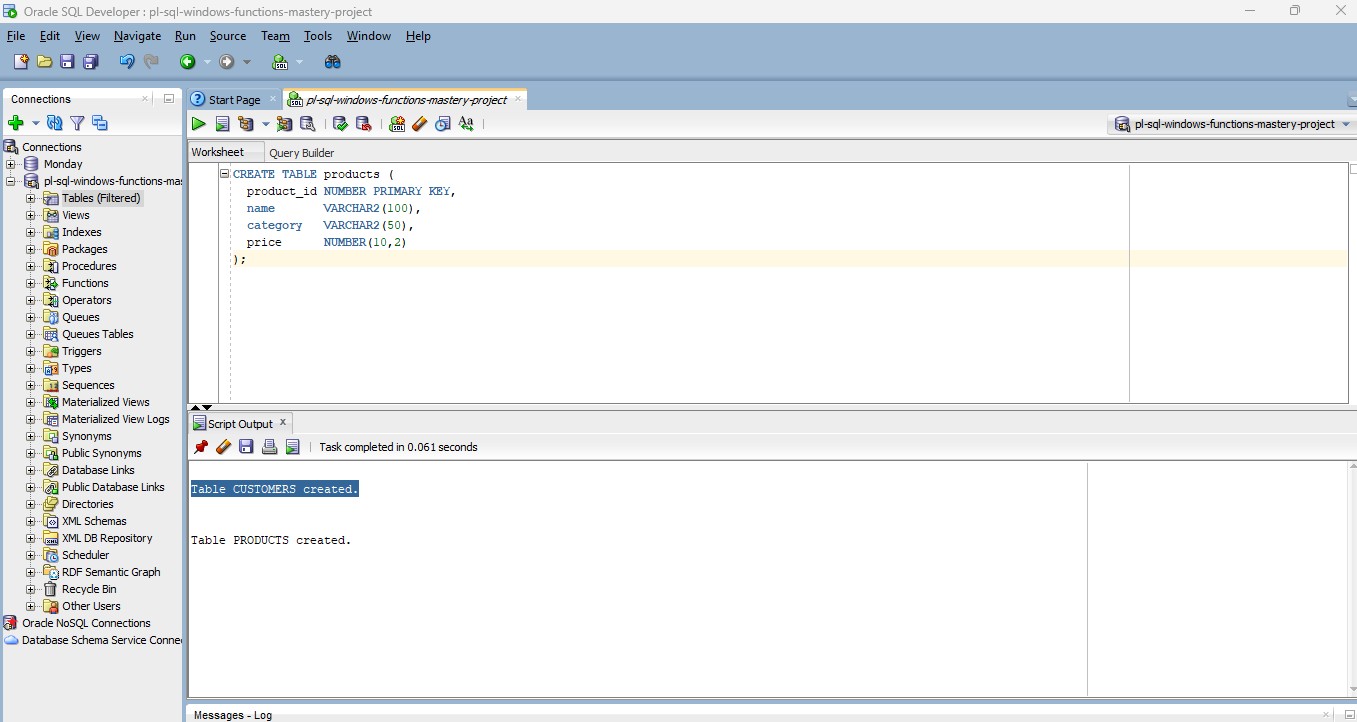 Oracle SQL Developer : pl-sql-windows-functions-mastery-project
File Edit View Navigate Run Source Team Tools Window Help
Connections
Start Page
pl-sql-windows-functions-mastery-project
pl-sql-windows-functions-mastery-project
Connections
Monday
pl-sql-windows-functions-mas
Tables (Filtered)
Views
Indexes
Packages
Procedures
Functions
Operators
Queues
Queues Tables
Triggers
Types
Sequences
Materialized Views
Materialized View Logs
Synonyms
Public Synonyms
Database Links
Public Database Links
Directories
XML Schemas
XML DB Repository
Scheduler
RDF Semantic Graph
Recycle Bin
Other Users
Oracle NoSQL Connections
Database Schema Service Connec
Worksheet Query Builder
CREATE TABLE products (
product_id NUMBER PRIMARY KEY,
name VARCHAR2(100),
category VARCHAR2(50),
price NUMBER(10,2)
);
Script Output
Task completed in 0.061 seconds
Table CUSTOMERS created.
Table PRODUCTS created.
Messages - Log